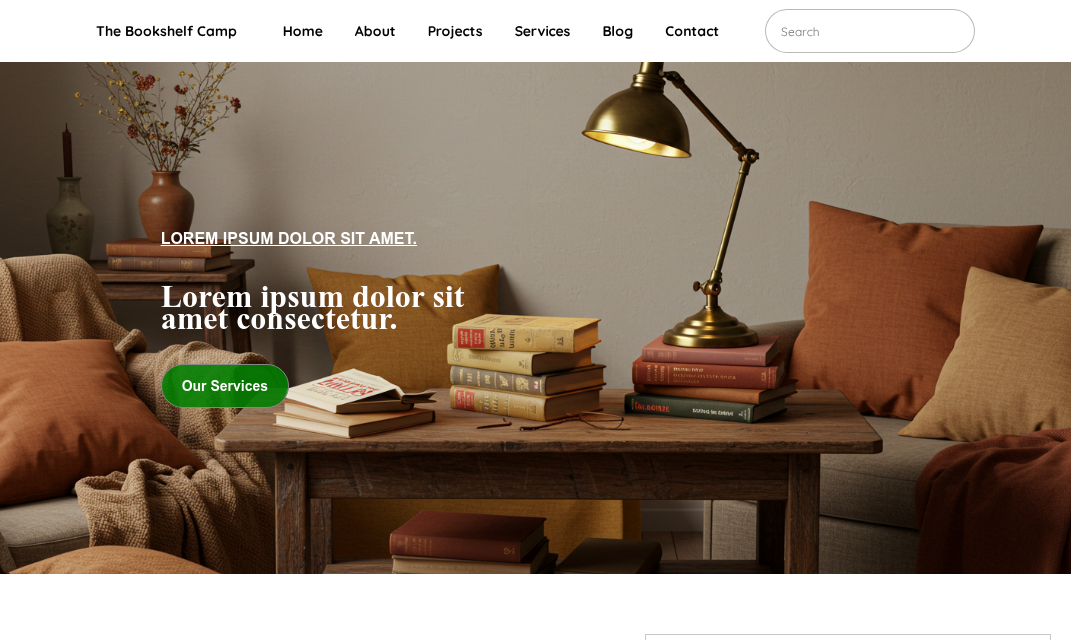 The Bookshelf Camp Home About Projects Services Blog Contact Search
LOREM IPSUM DOLOR SIT AMET.
Lorem ipsum dolor sit
amet consectetur.
Our Services